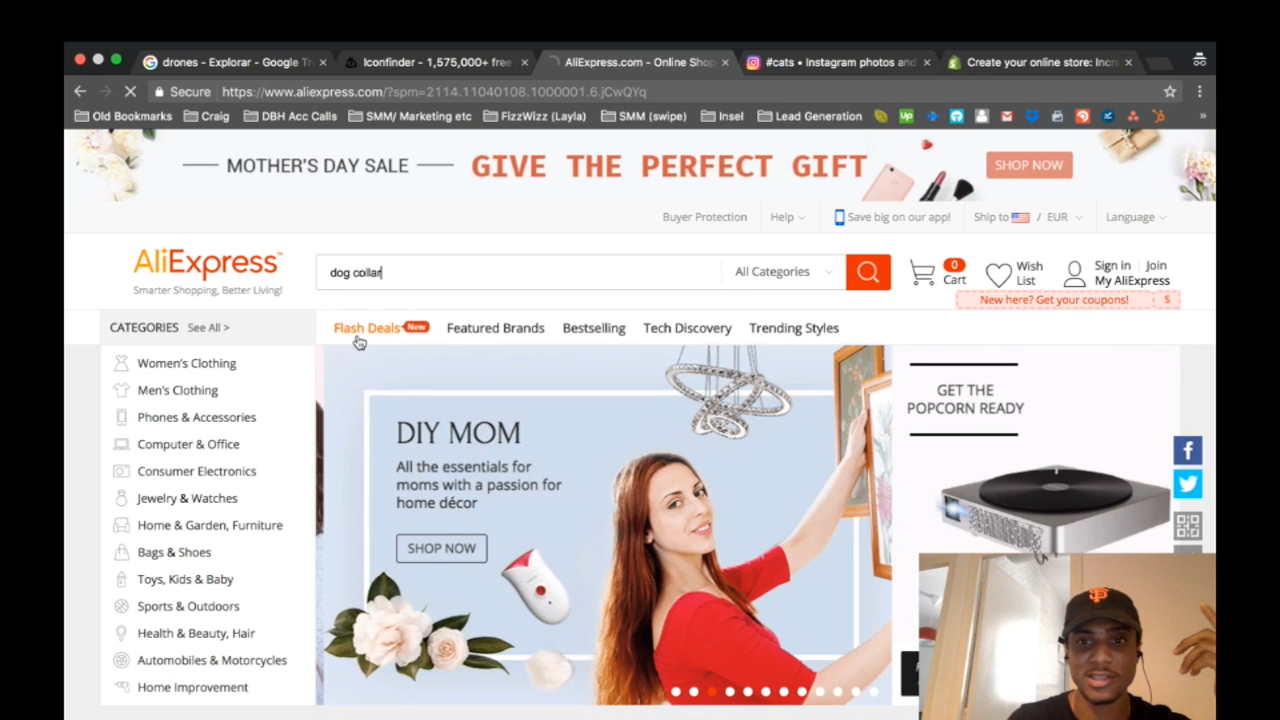 drones - Explorar - Google Tr
Iconfinder - 1,575,000+ free
AliExpress.com - Online Shop
#cats • Instagram photos and
Create your online store: Incre
Secure
https://www.aliexpress.com/?spm=2114.11040108.1000001.6.jCwQYq
Old Bookmarks
Craig
DBH Acc Calls
SMM/ Marketing etc
FizzWizz (Layla)
SMM (swipe)
Insel
Lead Generation
Up
»
MOTHER'S DAY SALE
GIVE THE PERFECT GIFT
SHOP NOW
Buyer Protection
Help
Save big on our app!
Ship to / EUR
Language
AliExpress™
Smarter Shopping, Better Living!
dog collar
All Categories
0
Cart
Wish
List
Sign in Join
My AliExpress
New here? Get your coupons!
$
CATEGORIES See All >
Flash Deals New
Featured Brands
Bestselling
Tech Discovery
Trending Styles
Women's Clothing
Men's Clothing
Phones & Accessories
Computer & Office
Consumer Electronics
Jewelry & Watches
Home & Garden, Furniture
Bags & Shoes
Toys, Kids & Baby
Sports & Outdoors
Health & Beauty, Hair
Automobiles & Motorcycles
Home Improvement
DIY MOM
All the essentials for
moms with a passion for
home décor
SHOP NOW
GET THE
POPCORN READY